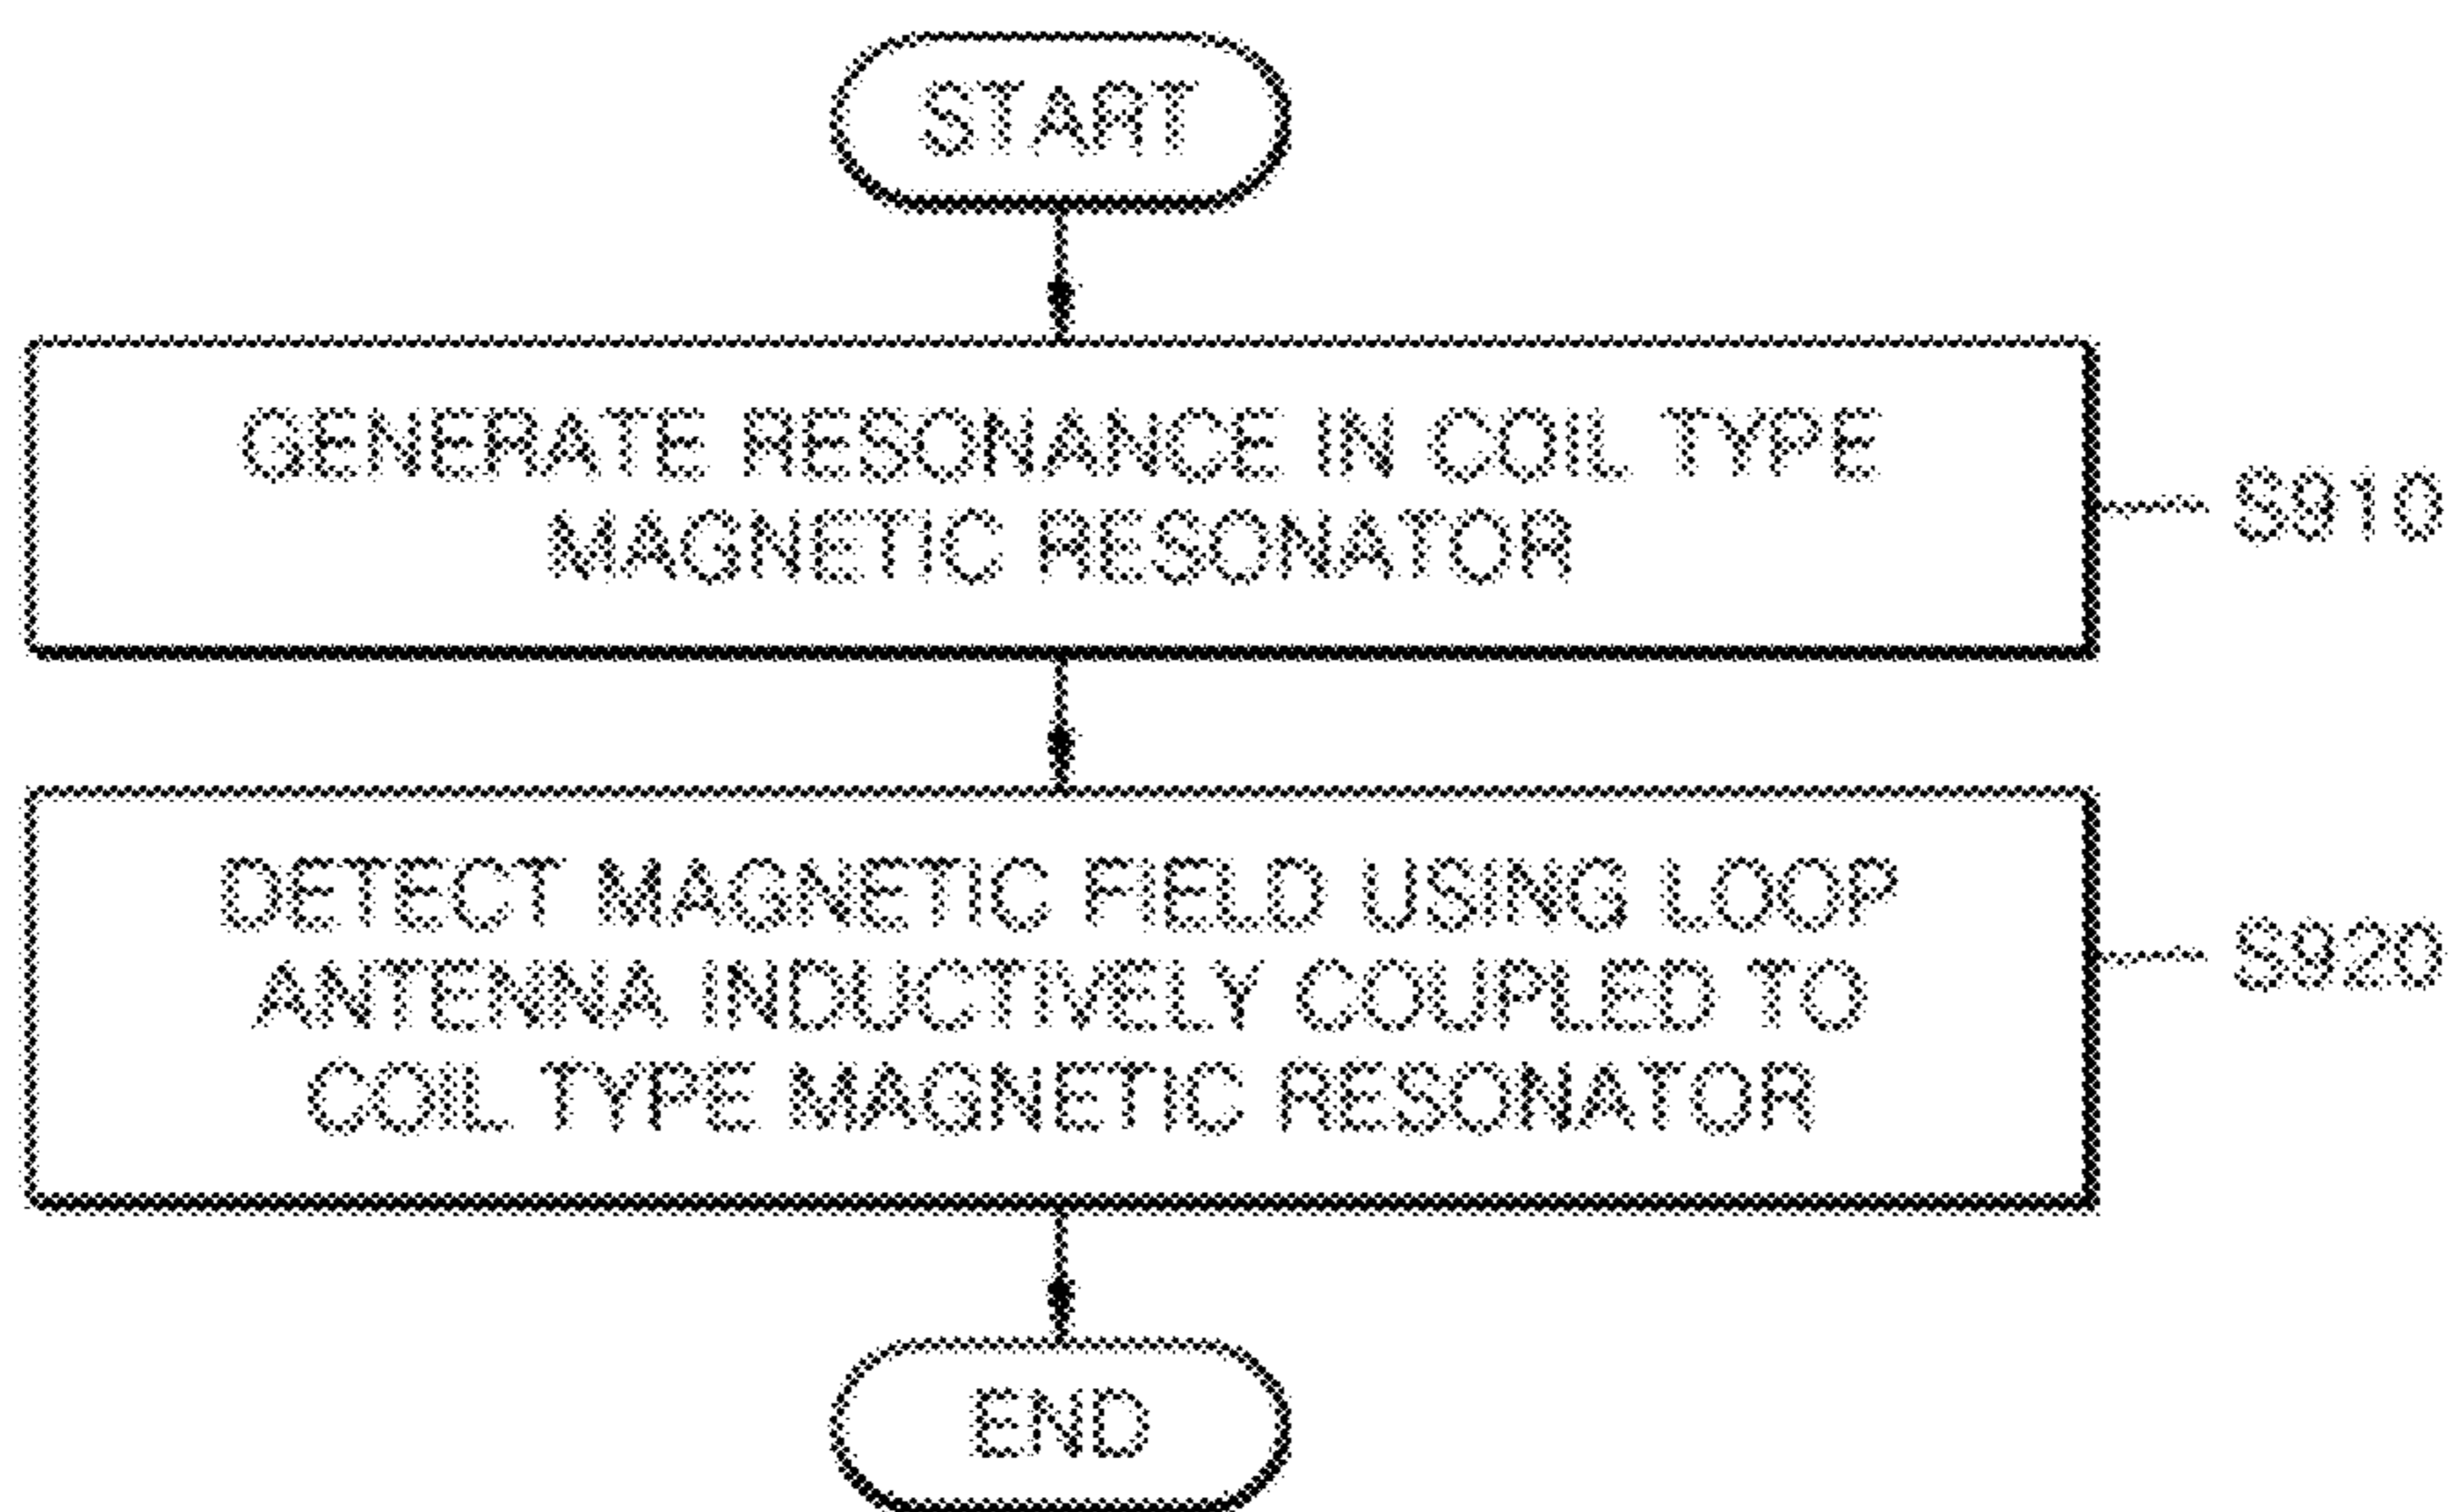 START
GENERATE RESONANCE IN COIL TYPE
MAGNETIC RESONATOR
S910
DETECT MAGNETIC FIELD USING LOOP
ANTENNA INDUCTIVELY COUPLED TO
COIL TYPE MAGNETIC RESONATOR
S920
END